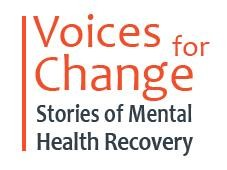 Voices for
Change
Stories of Mental
Health Recovery